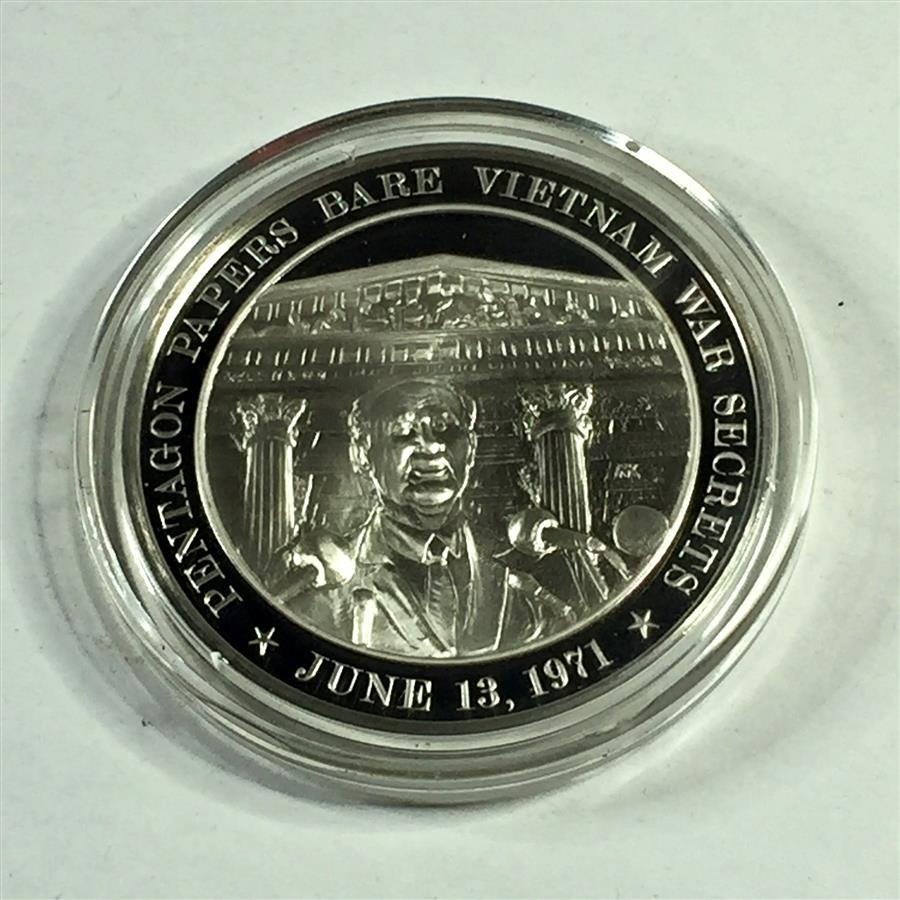 PENTAGON PAPERS BARE VIETNAM WAR SECRETS
JUNE 13, 1971